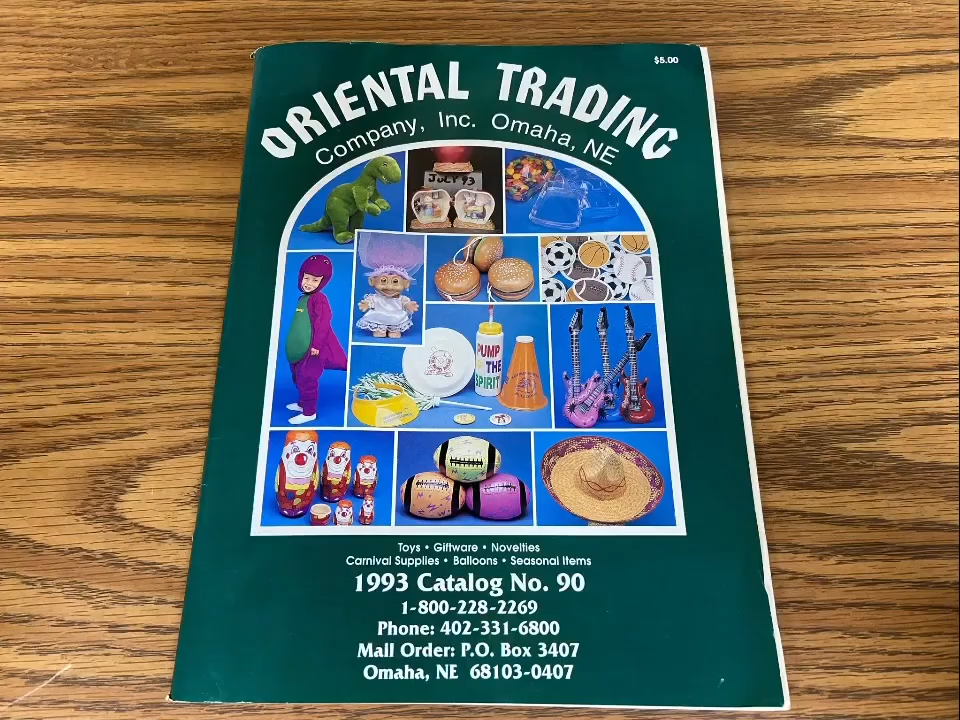 $5.00
ORIENTAL TRADING
Company, Inc. Omaha, NE
JULY 93
PUMP
THE
SPIRIT
Toys • Giftware • Novelties
Carnival Supplies • Balloons • Seasonal Items
1993 Catalog No. 90
1-800-228-2269
Phone: 402-331-6800
Mail Order: P.O. Box 3407
Omaha, NE 68103-0407